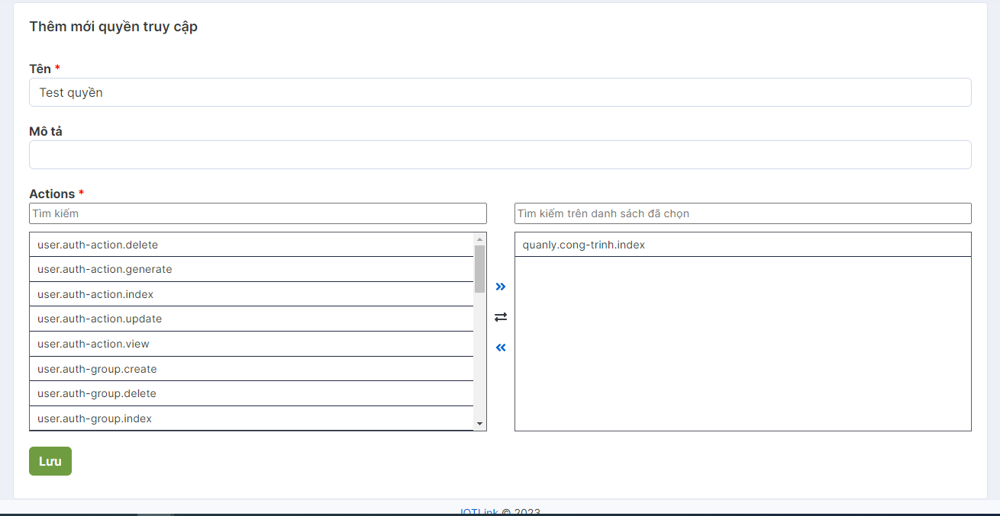 Thêm mới quyền truy cập
Tên *
Test quyền
Mô tả
Actions *
Tìm kiếm
user.auth-action.delete
user.auth-action.generate
user.auth-action.index
user.auth-action.update
user.auth-action.view
user.auth-group.create
user.auth-group.delete
user.auth-group.index
Tìm kiếm trên danh sách đã chọn
quanly.cong-trinh.index
Lưu
IOTLink © 2023